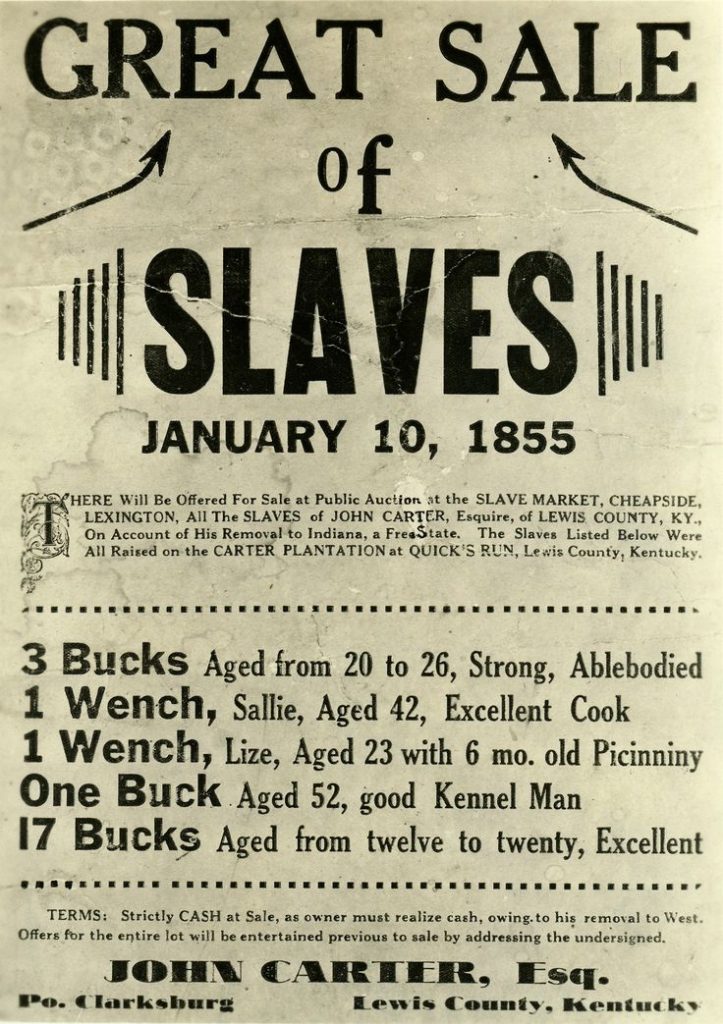 GREAT SALE
of
SLAVES
JANUARY 10, 1855
THERE Will Be Offered For Sale at Public Auction at the SLAVE MARKET, CHEAPSIDE,
LEXINGTON, All The SLAVES of JOHN CARTER, Esquire, of LEWIS COUNTY, KY.,
On Account of His Removal to Indiana, a Free State. The Slaves Listed Below Were
All Raised on the CARTER PLANTATION at QUICK'S RUN, Lewis County, Kentucky.
3 Bucks Aged from 20 to 26, Strong, Ablebodied
1 Wench, Sallie, Aged 42, Excellent Cook
1 Wench, Lize, Aged 23 with 6 mo. old Picinniny
One Buck Aged 52, good Kennel Man
17 Bucks Aged from twelve to twenty, Excellent
TERMS: Strictly CASH at Sale, as owner must realize cash, owing to his removal to West.
Offers for the entire lot will be entertained previous to sale by addressing the undersigned.
JOHN CARTER, Esq.
Po. Clarksburg Lewis County, Kentucky